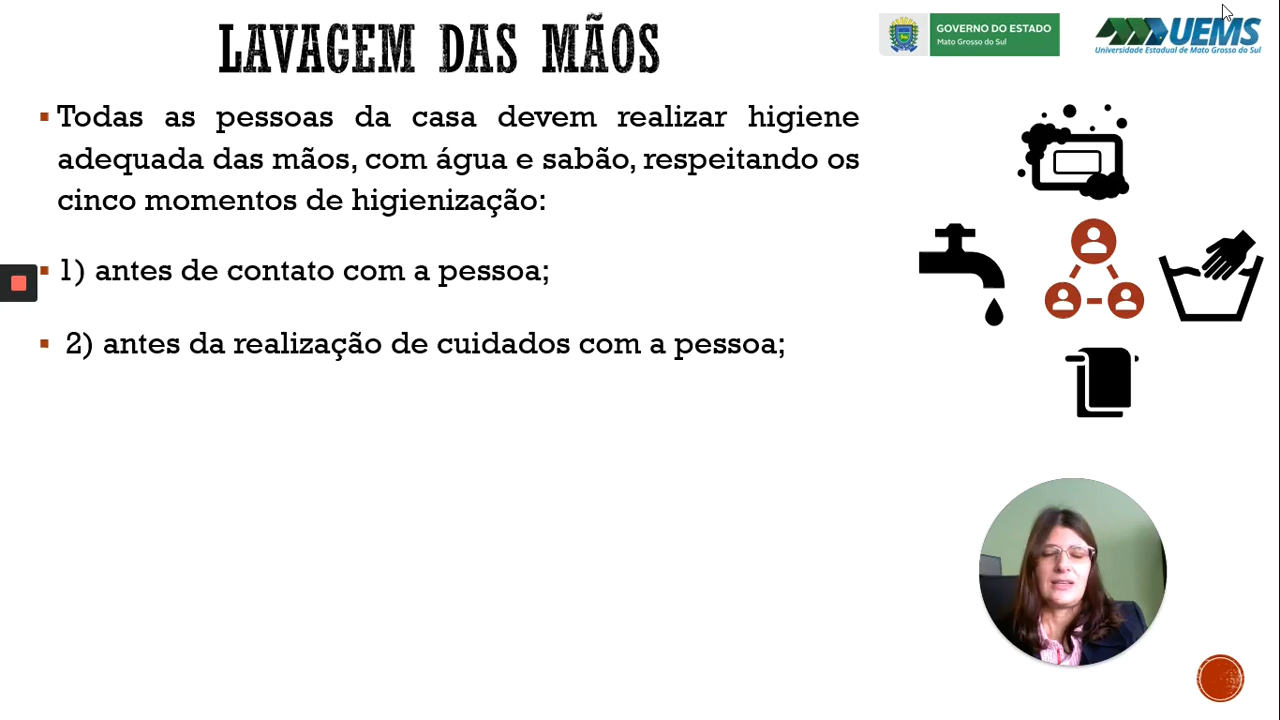 LAVAGEM DAS MÃOS
GOVERNO DO ESTADO
Mato Grosso do Sul
UEMS
Universidade Estadual de Mato Grosso do Sul
Todas as pessoas da casa devem realizar higiene
adequada das mãos, com água e sabão, respeitando os
cinco momentos de higienização:
1) antes de contato com a pessoa;
2) antes da realização de cuidados com a pessoa;